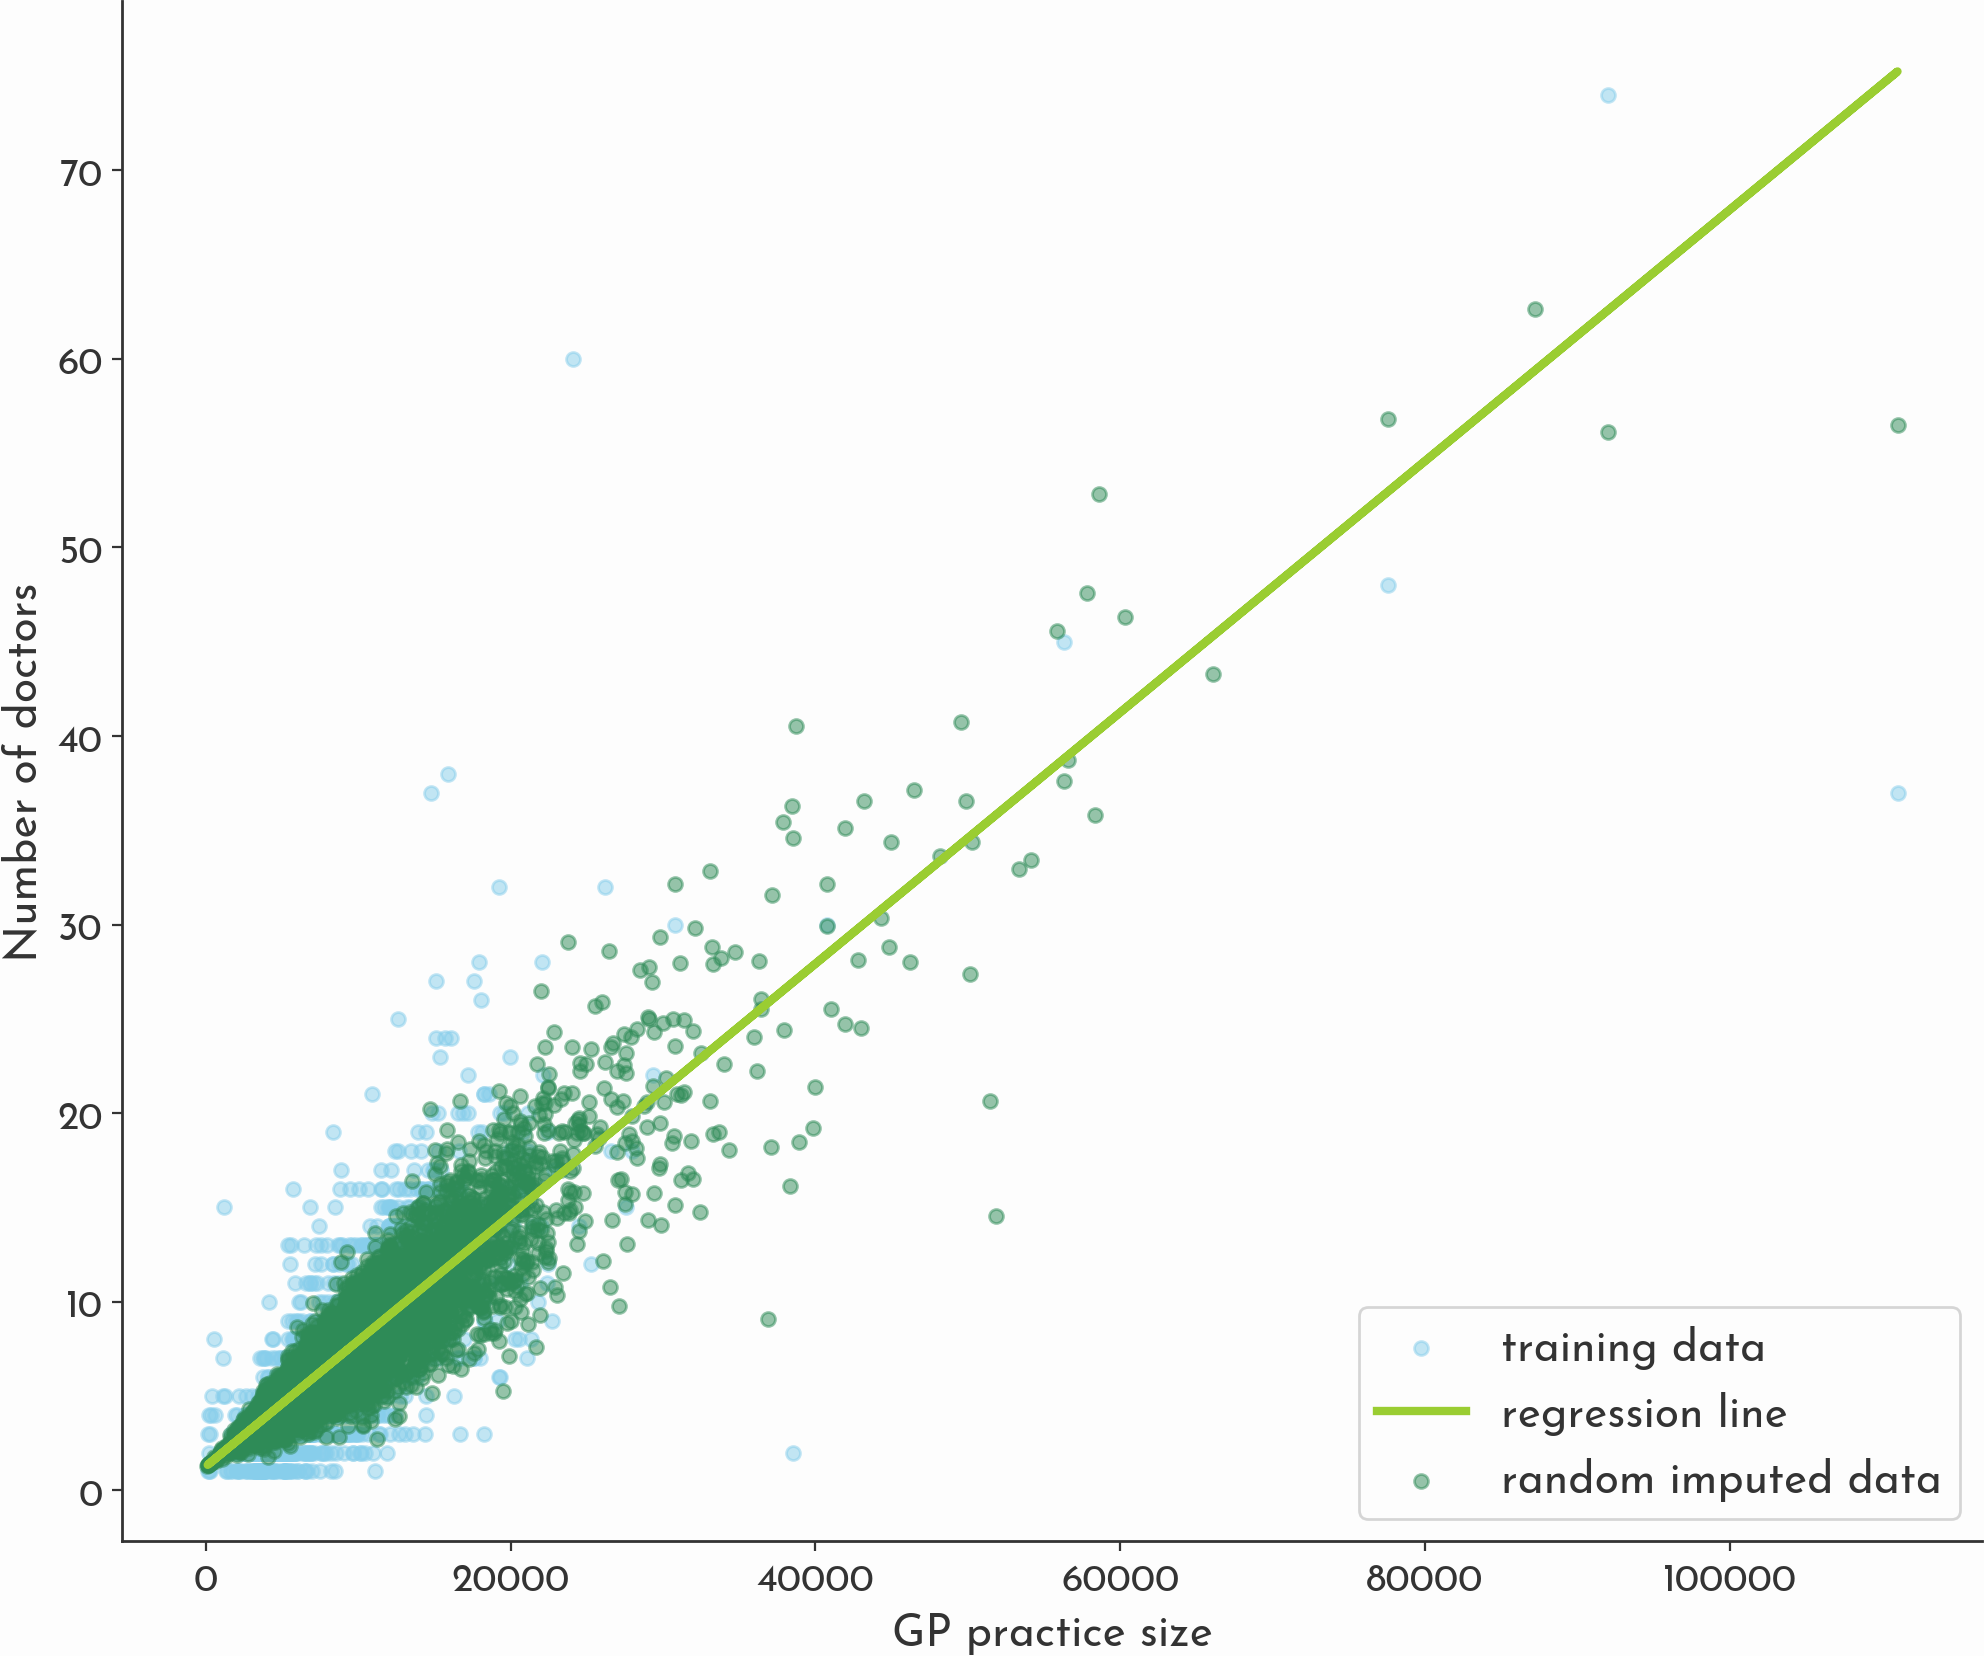 Number of doctors
70
60
50
40
30
20
10
0
0 20000 40000 60000 80000 100000
GP practice size
training data
regression line
random imputed data